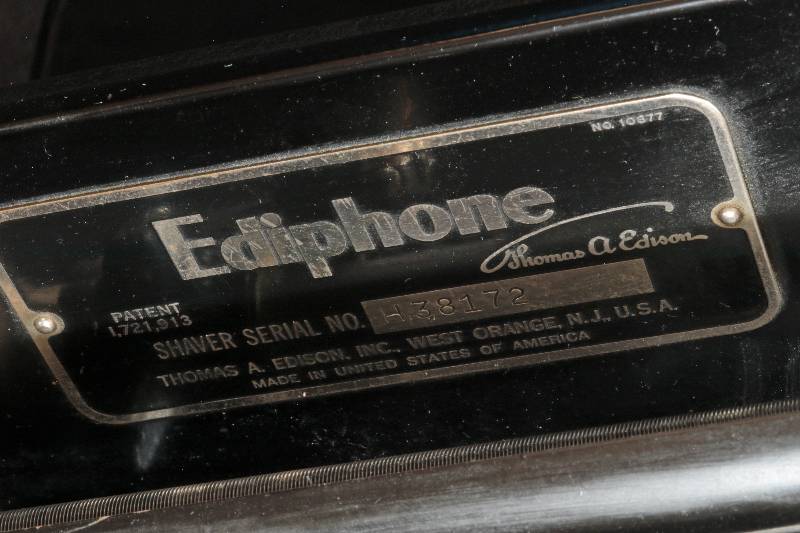 NO. 10677
Ediphone
Thomas A Edison
PATENT
1,721,913
SHAVER SERIAL NO. H38172
THOMAS A. EDISON, INC., WEST ORANGE, N.J., U.S.A.
MADE IN UNITED STATES OF AMERICA